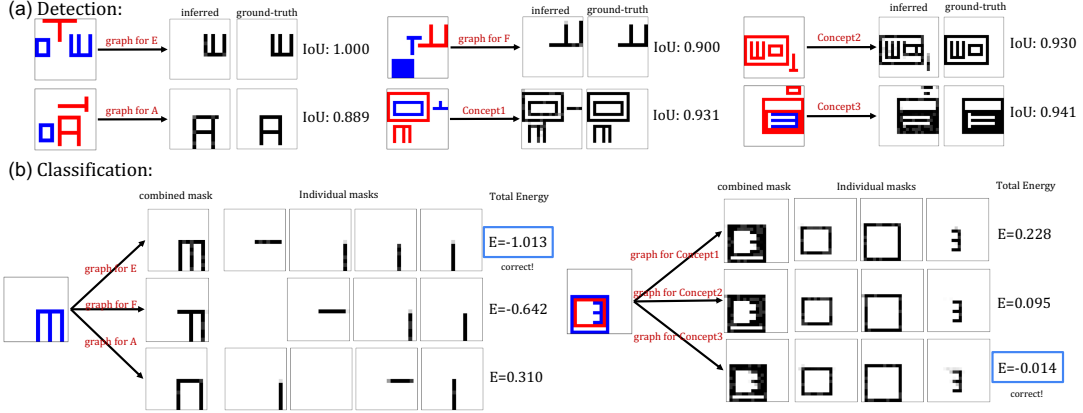 (a) Detection:
inferred ground-truth
graph for E
IoU: 1.000
graph for A
IoU: 0.889
inferred ground-truth
graph for F
IoU: 0.900
Concept1
IoU: 0.931
inferred ground-truth
Concept2
IoU: 0.930
Concept3
IoU: 0.941
(b) Classification:
combined mask Individual masks Total Energy
graph for E
E=-1.013
correct!
graph for F
E=-0.642
graph for A
E=0.310
combined mask Individual masks Total Energy
graph for Concept1
E=0.228
graph for Concept2
E=0.095
graph for Concept3
E=-0.014
correct!